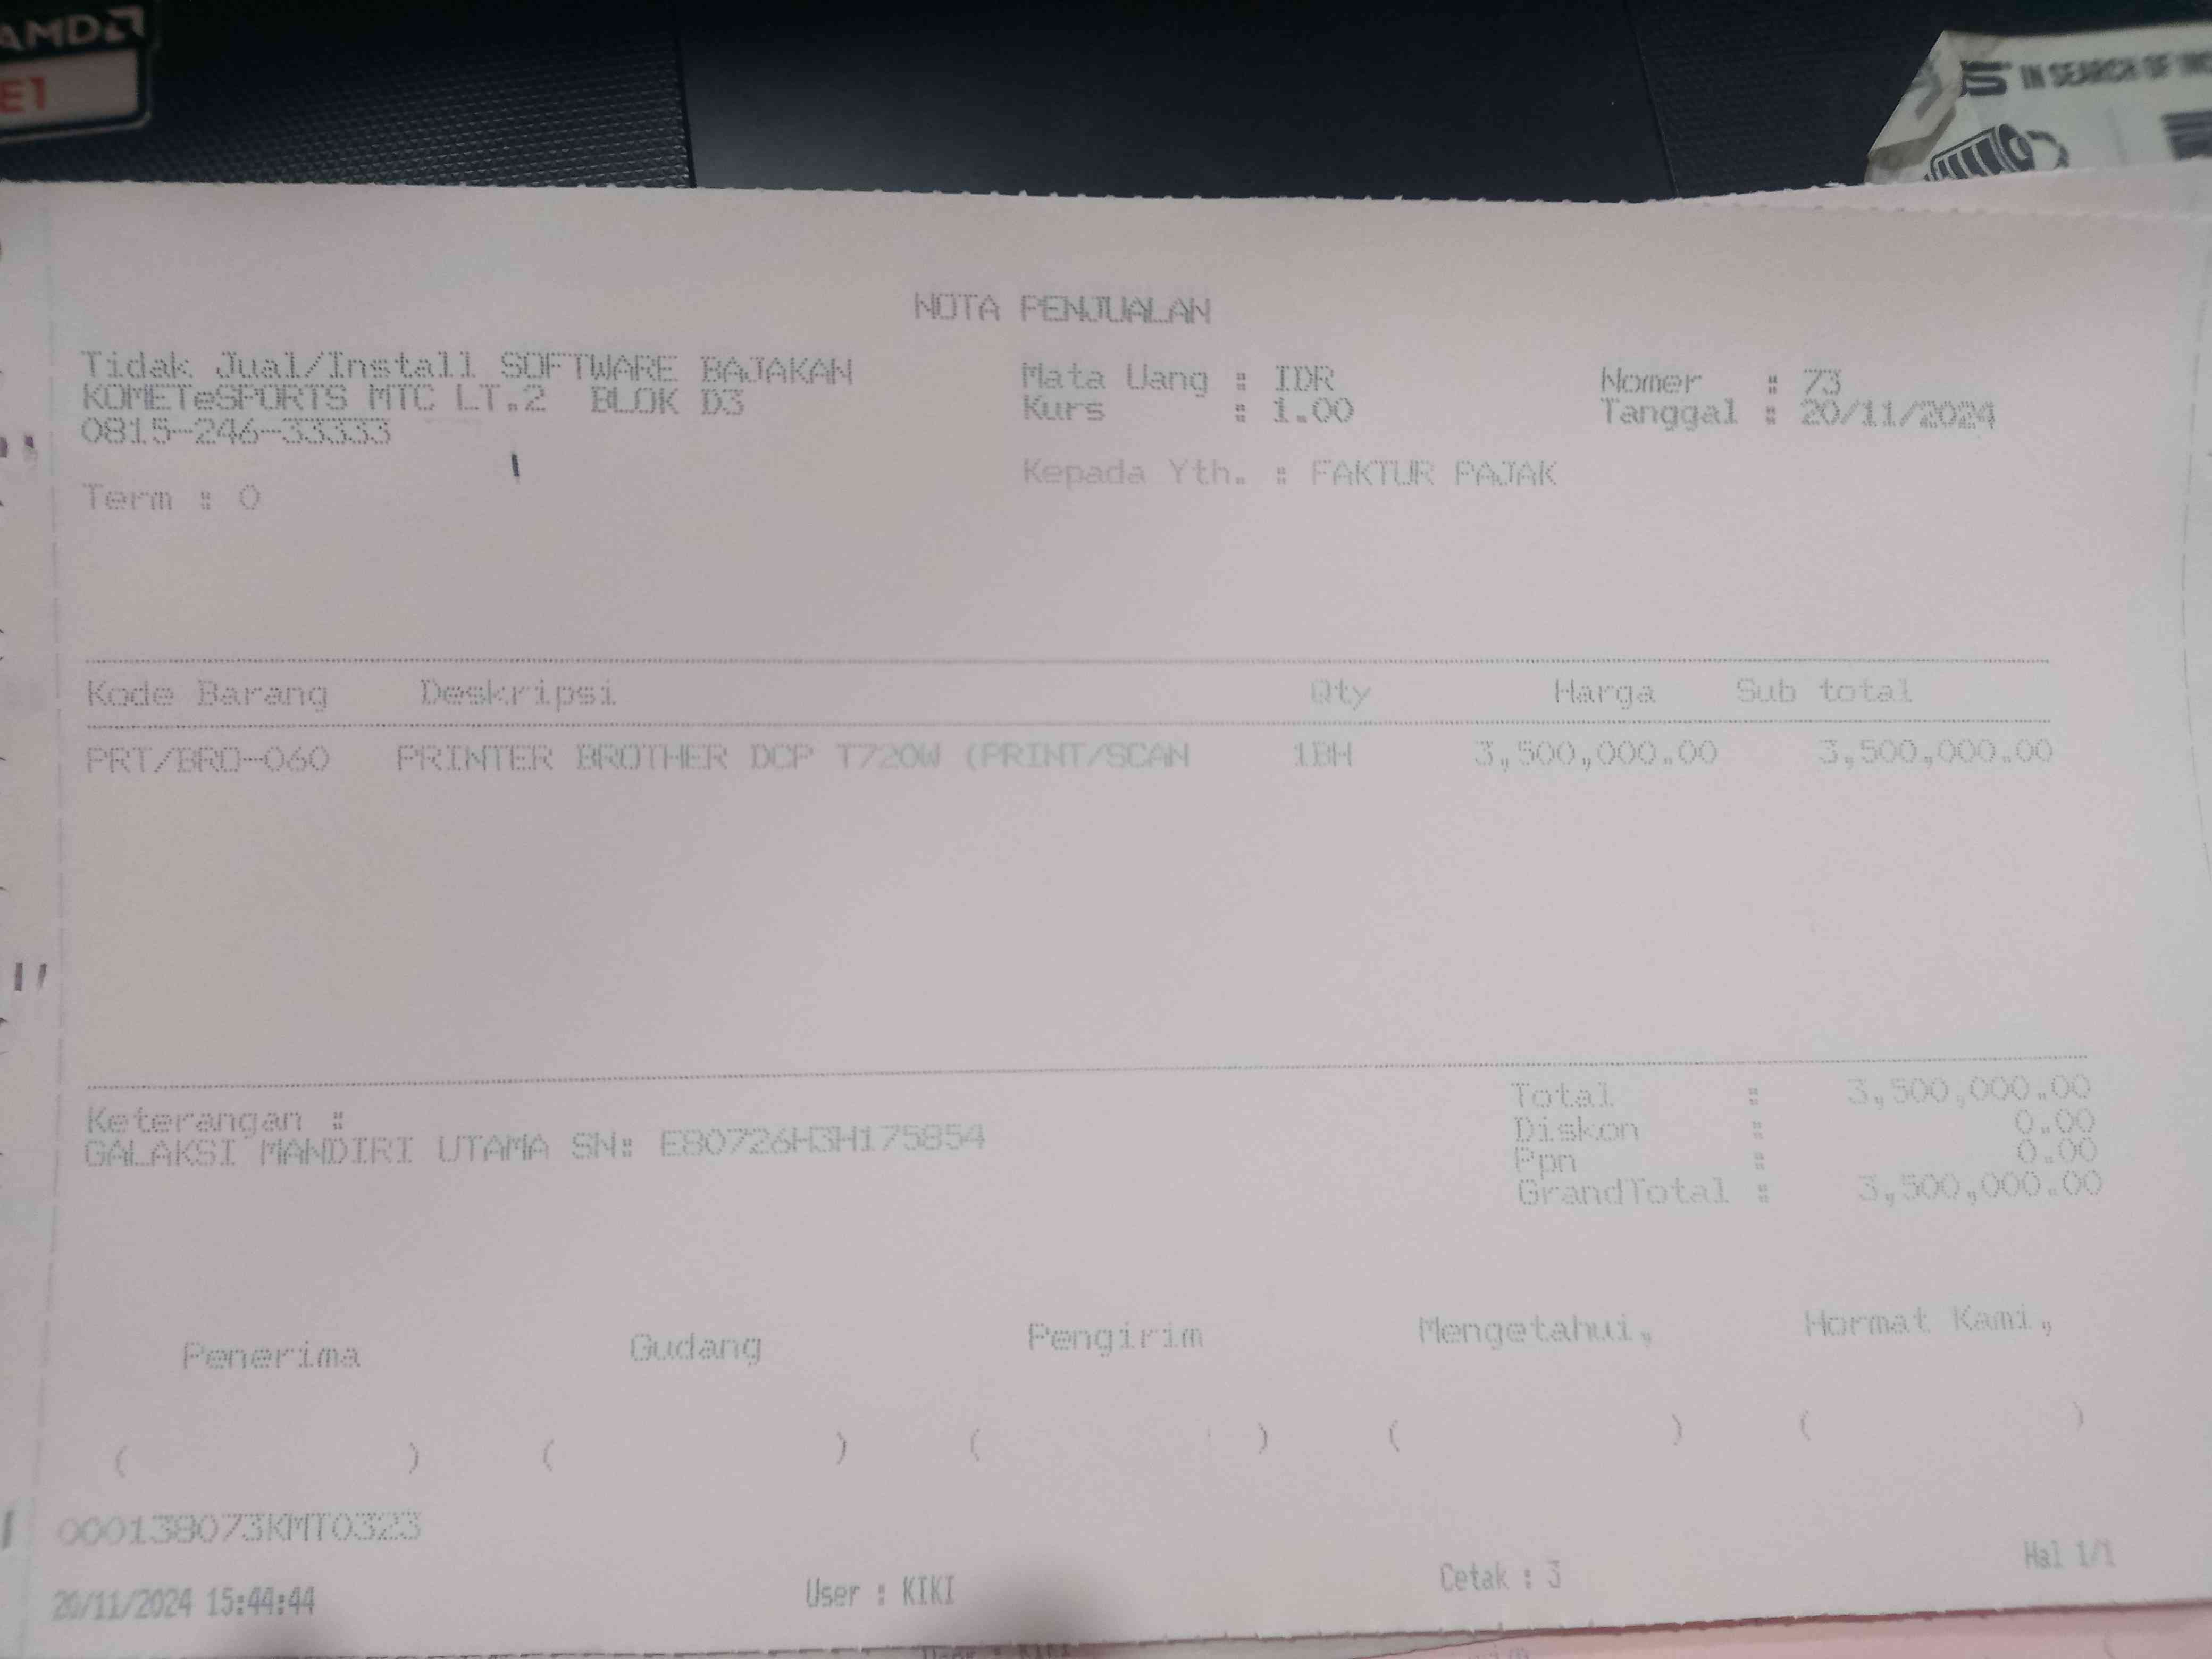 AMD
E1
IN SEARCH OF
NOTA PENJUALAN
Tidak Jual/Install SOFTWARE BAJAKAN
KOMETeSPORTS MTC LT.2 BLOK D3
0815-246-33333
Term : 0
Mata Uang : IDR
Kurs : 1.00
Kepada Yth. : FAKTUR PAJAK
Nomer : 73
Tanggal : 20/11/2024
Kode Barang Deskripsi Qty Harga Sub total
PRT/BRO-060 PRINTER BROTHER DCP T720W (PRINT/SCAN 1BH 3,500,000.00 3,500,000.00
Keterangan :
GALAKSI MANDIRI UTAMA SN: E80726H3H175854
Total : 3,500,000.00
Diskon : 0.00
Ppn : 0.00
GrandTotal : 3,500,000.00
Penerima Gudang Pengirim Mengetahui, Hormat Kami,
( ) ( ) ( ) ( ) ( )
000138073KMT0323
20/11/2024 15:44:44 User : KIKI Cetak : 3 Hal 1/1
User : KIKI